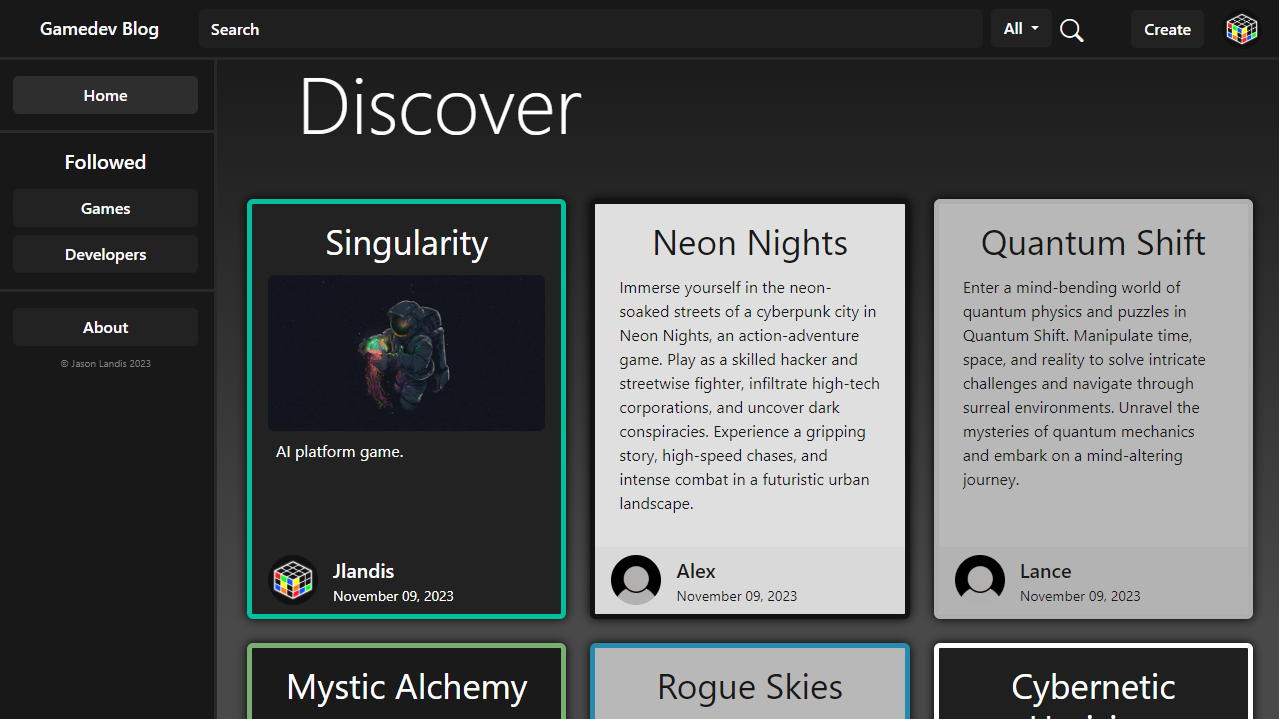 Gamedev Blog
Search
All
Create
Home
Followed
Games
Developers
About
© Jason Landis 2023
Discover
Singularity
AI platform game.
Jlandis
November 09, 2023
Neon Nights
Immerse yourself in the neon-
soaked streets of a cyberpunk city in
Neon Nights, an action-adventure
game. Play as a skilled hacker and
streetwise fighter, infiltrate high-tech
corporations, and uncover dark
conspiracies. Experience a gripping
story, high-speed chases, and
intense combat in a futuristic urban
landscape.
Alex
November 09, 2023
Quantum Shift
Enter a mind-bending world of
quantum physics and puzzles in
Quantum Shift. Manipulate time,
space, and reality to solve intricate
challenges and navigate through
surreal environments. Unravel the
mysteries of quantum mechanics
and embark on a mind-altering
journey.
Lance
November 09, 2023
Mystic Alchemy
Rogue Skies
Cybernetic